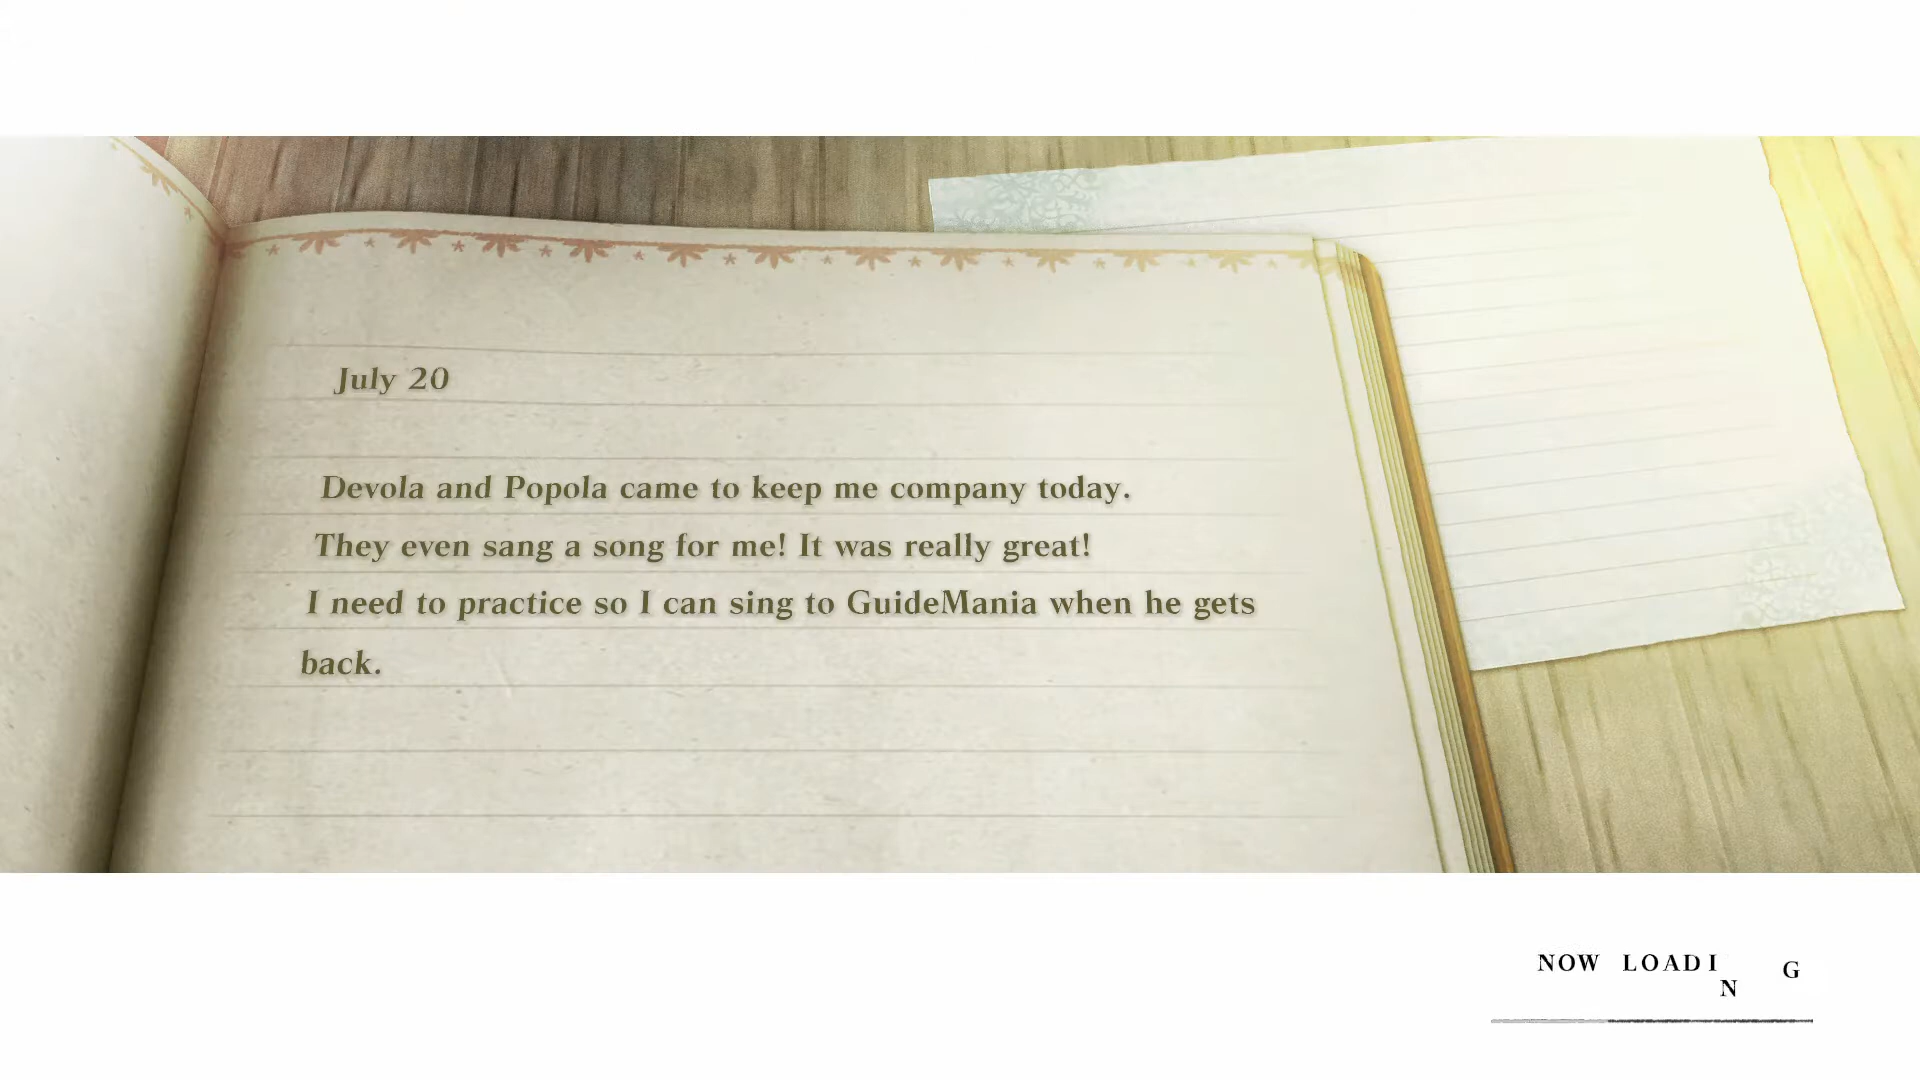 July 20
Devola and Popola came to keep me company today.
They even sang a song for me! It was really great!
I need to practice so I can sing to GuideMania when he gets
back.
NOW LOADING